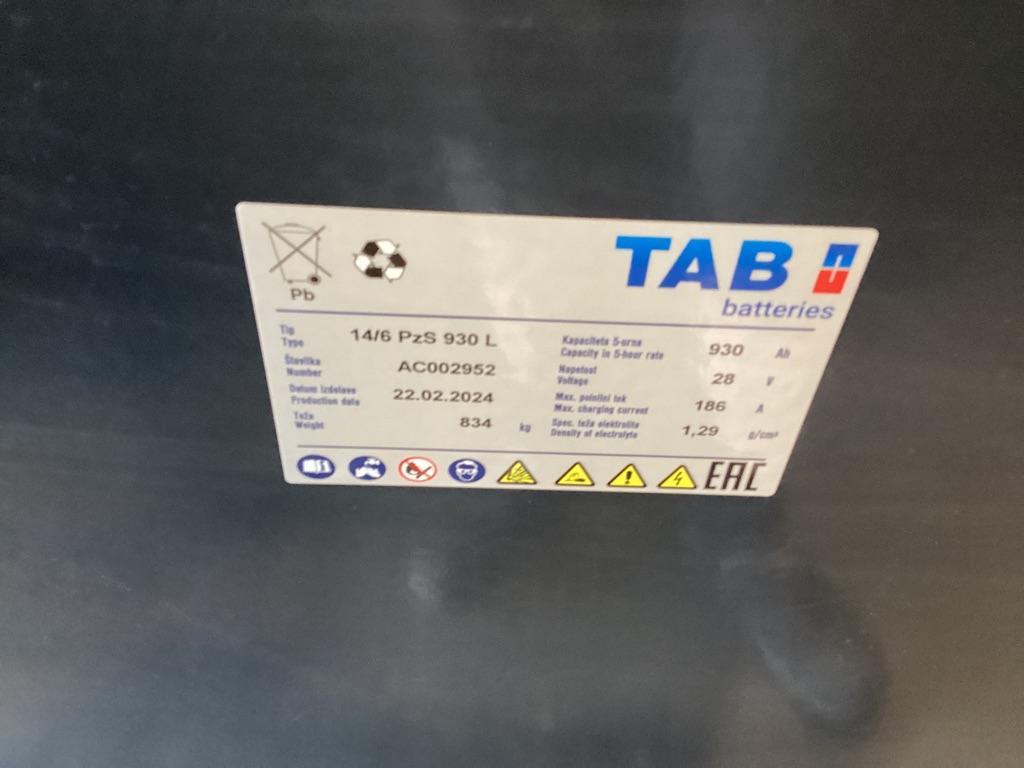 TAB
batteries
Pb
Tip
Type 14/6 PzS 930 L
Številka
Number AC002952
Datum izdelave
Production date 22.02.2024
Teža
Weight 834 kg
Kapaciteta 5-urna
Capacity in 5-hour rate 930 Ah
Napetost
Voltage 28 V
Max. polnilni tok
Max. charging current 186 A
Spec. teža elektrolita
Density of electrolyte 1,29 g/cm³
EAC